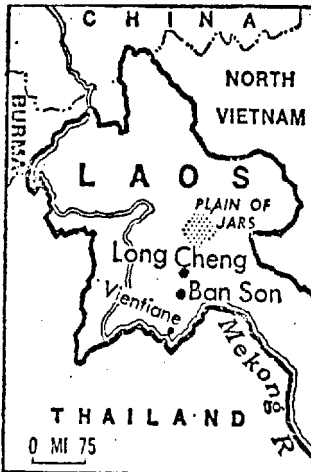 CHINA
NORTH
VIETNAM
BURMA
LAOS
PLAIN OF
JARS
Long Cheng
Ban Son
Vientiane
Mekong R
THAILAND
0 MI 75